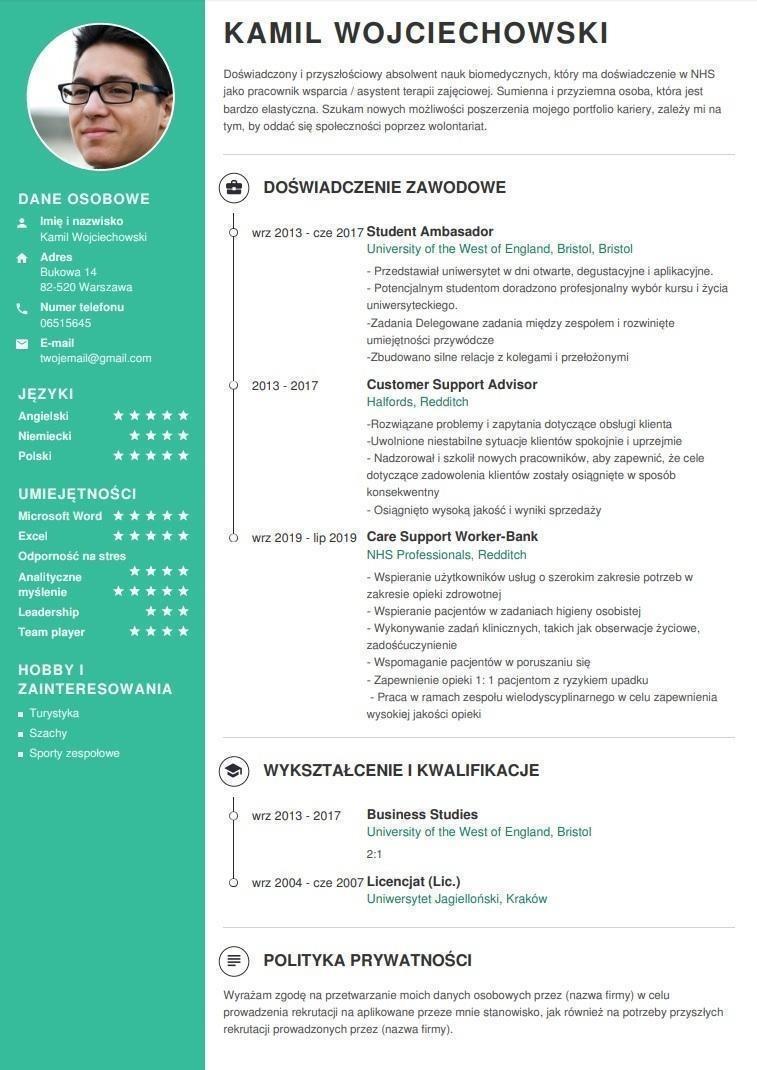 KAMIL WOJCIECHOWSKI
Doświadczony i przyszłościowy absolwent nauk biomedycznych, który ma doświadczenie w NHS
jako pracownik wsparcia / asystent terapii zajęciowej. Sumienna i przyziemna osoba, która jest
bardzo elastyczna. Szukam nowych możliwości poszerzenia mojego portfolio kariery, zależy mi na
tym, by oddać się społeczności poprzez wolontariat.
DANE OSOBOWE
Imię i nazwisko
Kamil Wojciechowski
Adres
Bukowa 14
82-520 Warszawa
Numer telefonu
06515645
E-mail
twojemail@gmail.com
JĘZYKI
Angielski
Niemiecki
Polski
UMIEJĘTNOŚCI
Microsoft Word
Excel
Odporność na stres
Analityczne
myślenie
Leadership
Team player
HOBBY I
ZAINTERESOWANIA
Turystyka
Szachy
Sporty zespołowe
DOŚWIADCZENIE ZAWODOWE
wrz 2013 - cze 2017 Student Ambasador
University of the West of England, Bristol, Bristol
- Przedstawiał uniwersytet w dni otwarte, degustacyjne i aplikacyjne.
- Potencjalnym studentom doradzono profesjonalny wybór kursu i życia
uniwersyteckiego.
-Zadania Delegowane zadania między zespołem i rozwinięte
umiejętności przywódcze
-Zbudowano silne relacje z kolegami i przełożonymi
2013 - 2017 Customer Support Advisor
Halfords, Redditch
-Rozwiązane problemy i zapytania dotyczące obsługi klienta
-Uwolnione niestabilne sytuacje klientów spokojnie i uprzejmie
- Nadzorował i szkolił nowych pracowników, aby zapewnić, że cele
dotyczące zadowolenia klientów zostały osiągnięte w sposób
konsekwentny
- Osiągnięto wysoką jakość i wyniki sprzedaży
wrz 2019 - lip 2019 Care Support Worker-Bank
NHS Professionals, Redditch
- Wspieranie użytkowników usług o szerokim zakresie potrzeb w
zakresie opieki zdrowotnej
- Wspieranie pacjentów w zadaniach higieny osobistej
- Wykonywanie zadań klinicznych, takich jak obserwacje życiowe,
zadośćuczynienie
- Wspomaganie pacjentów w poruszaniu się
- Zapewnienie opieki 1: 1 pacjentom z ryzykiem upadku
- Praca w ramach zespołu wielodyscyplinarnego w celu zapewnienia
wysokiej jakości opieki
WYKSZTAŁCENIE I KWALIFIKACJE
wrz 2013 - 2017 Business Studies
University of the West of England, Bristol
2:1
wrz 2004 - cze 2007 Licencjat (Lic.)
Uniwersytet Jagielloński, Kraków
POLITYKA PRYWATNOŚCI
Wyrażam zgodę na przetwarzanie moich danych osobowych przez (nazwa firmy) w celu
prowadzenia rekrutacji na aplikowane przeze mnie stanowisko, jak również na potrzeby przyszłych
rekrutacji prowadzonych przez (nazwa firmy).